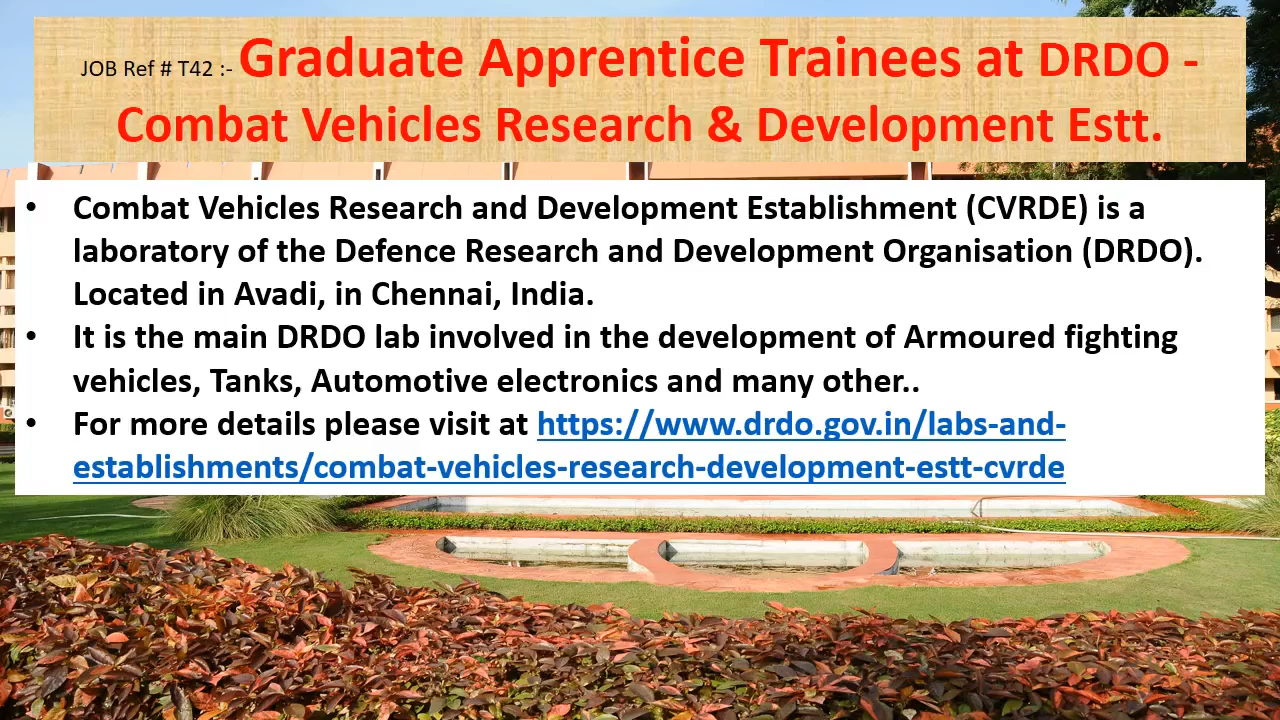 JOB Ref # T42 :- Graduate Apprentice Trainees at DRDO -
Combat Vehicles Research & Development Estt.
• Combat Vehicles Research and Development Establishment (CVRDE) is a
laboratory of the Defence Research and Development Organisation (DRDO).
Located in Avadi, in Chennai, India.
• It is the main DRDO lab involved in the development of Armoured fighting
vehicles, Tanks, Automotive electronics and many other..
• For more details please visit at https://www.drdo.gov.in/labs-and-
establishments/combat-vehicles-research-development-estt-cvrde